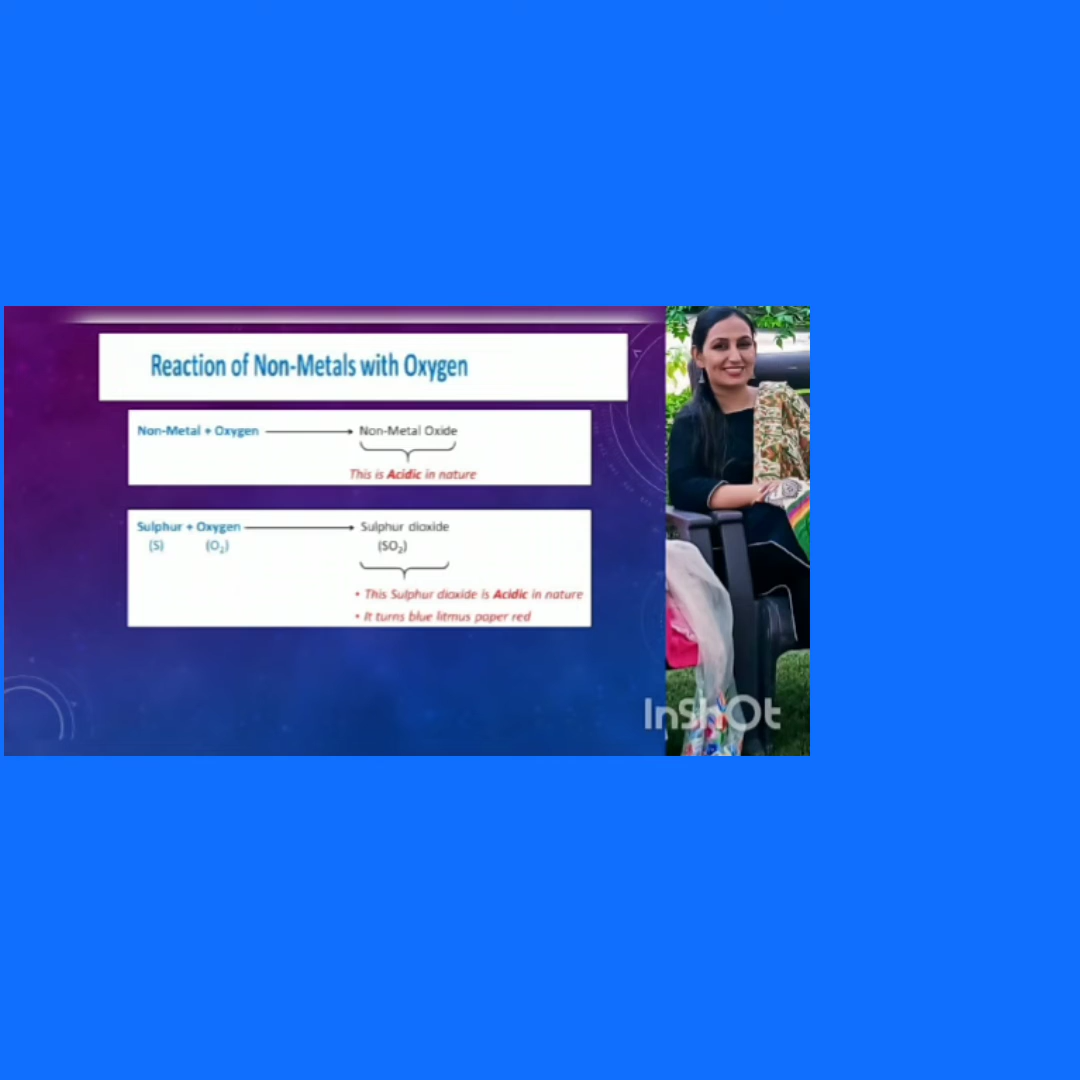 Reaction of Non-Metals with Oxygen
Non-Metal + Oxygen → Non-Metal Oxide
This is Acidic in nature
Sulphur + Oxygen → Sulphur dioxide
(S) (O₂) (SO₂)
• This Sulphur dioxide is Acidic in nature
• It turns blue litmus paper red
InShOt